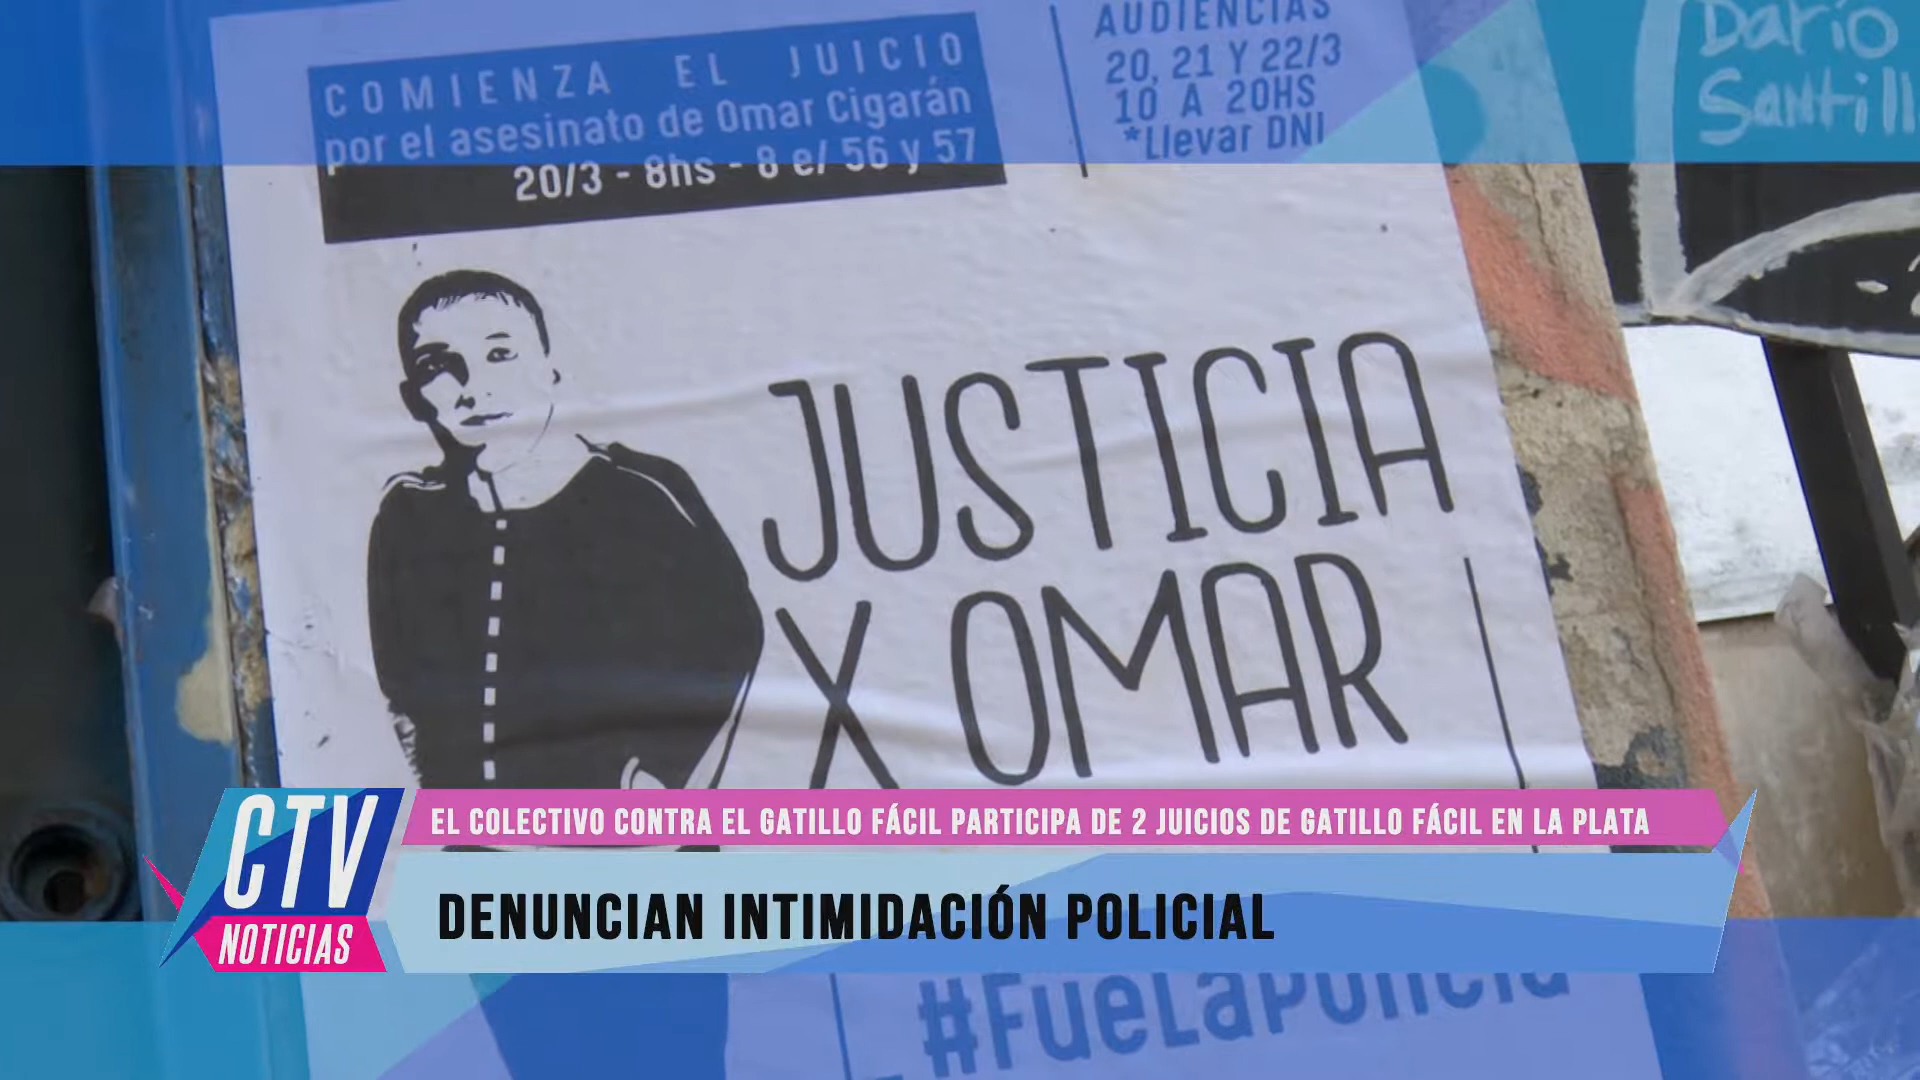 COMIENZA EL JUICIO
por el asesinato de Omar Cigarán
20/3 - 8hs - 8 e/ 56 y 57
AUDIENCIAS
20, 21 Y 22/3
10 A 20HS
*Llevar DNI
Darío
Santill
JUSTICIA
X OMAR
CTV
NOTICIAS
EL COLECTIVO CONTRA EL GATILLO FÁCIL PARTICIPA DE 2 JUICIOS DE GATILLO FÁCIL EN LA PLATA
DENUNCIAN INTIMIDACIÓN POLICIAL
#FueLaPolicia